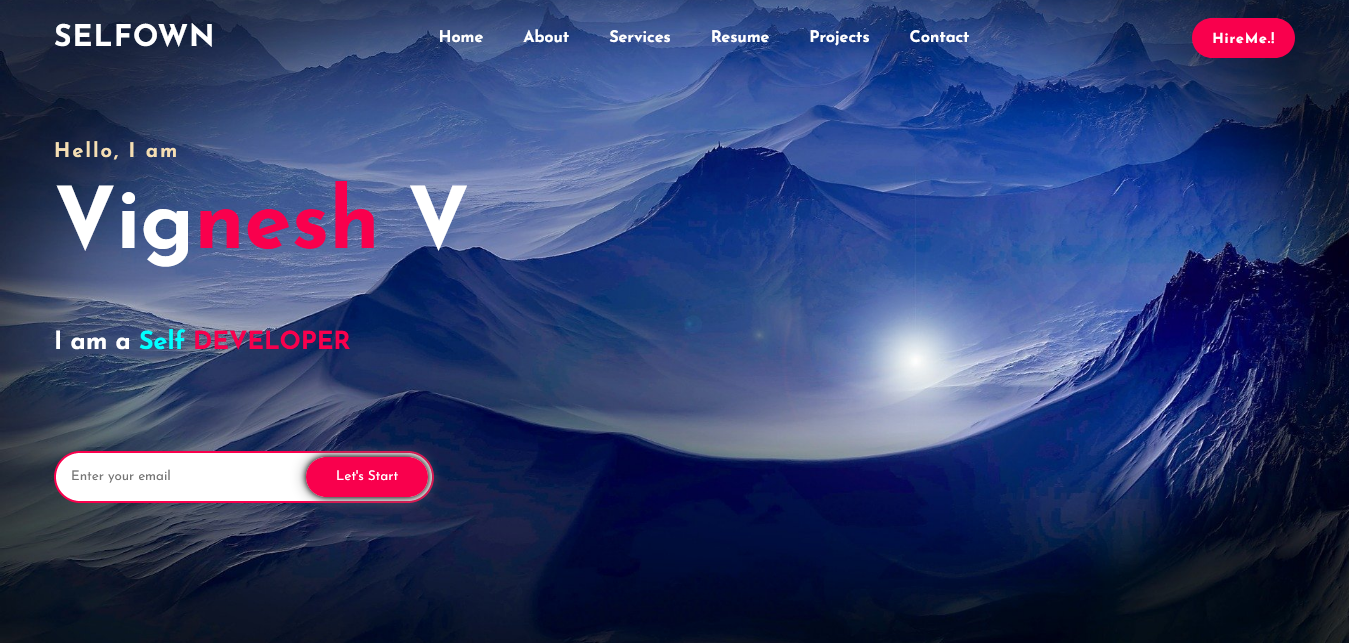 SELFOWN
Home About Services Resume Projects Contact
HireMe.!
Hello, I am
Vignesh V
I am a Self DEVELOPER
Enter your email
Let's Start